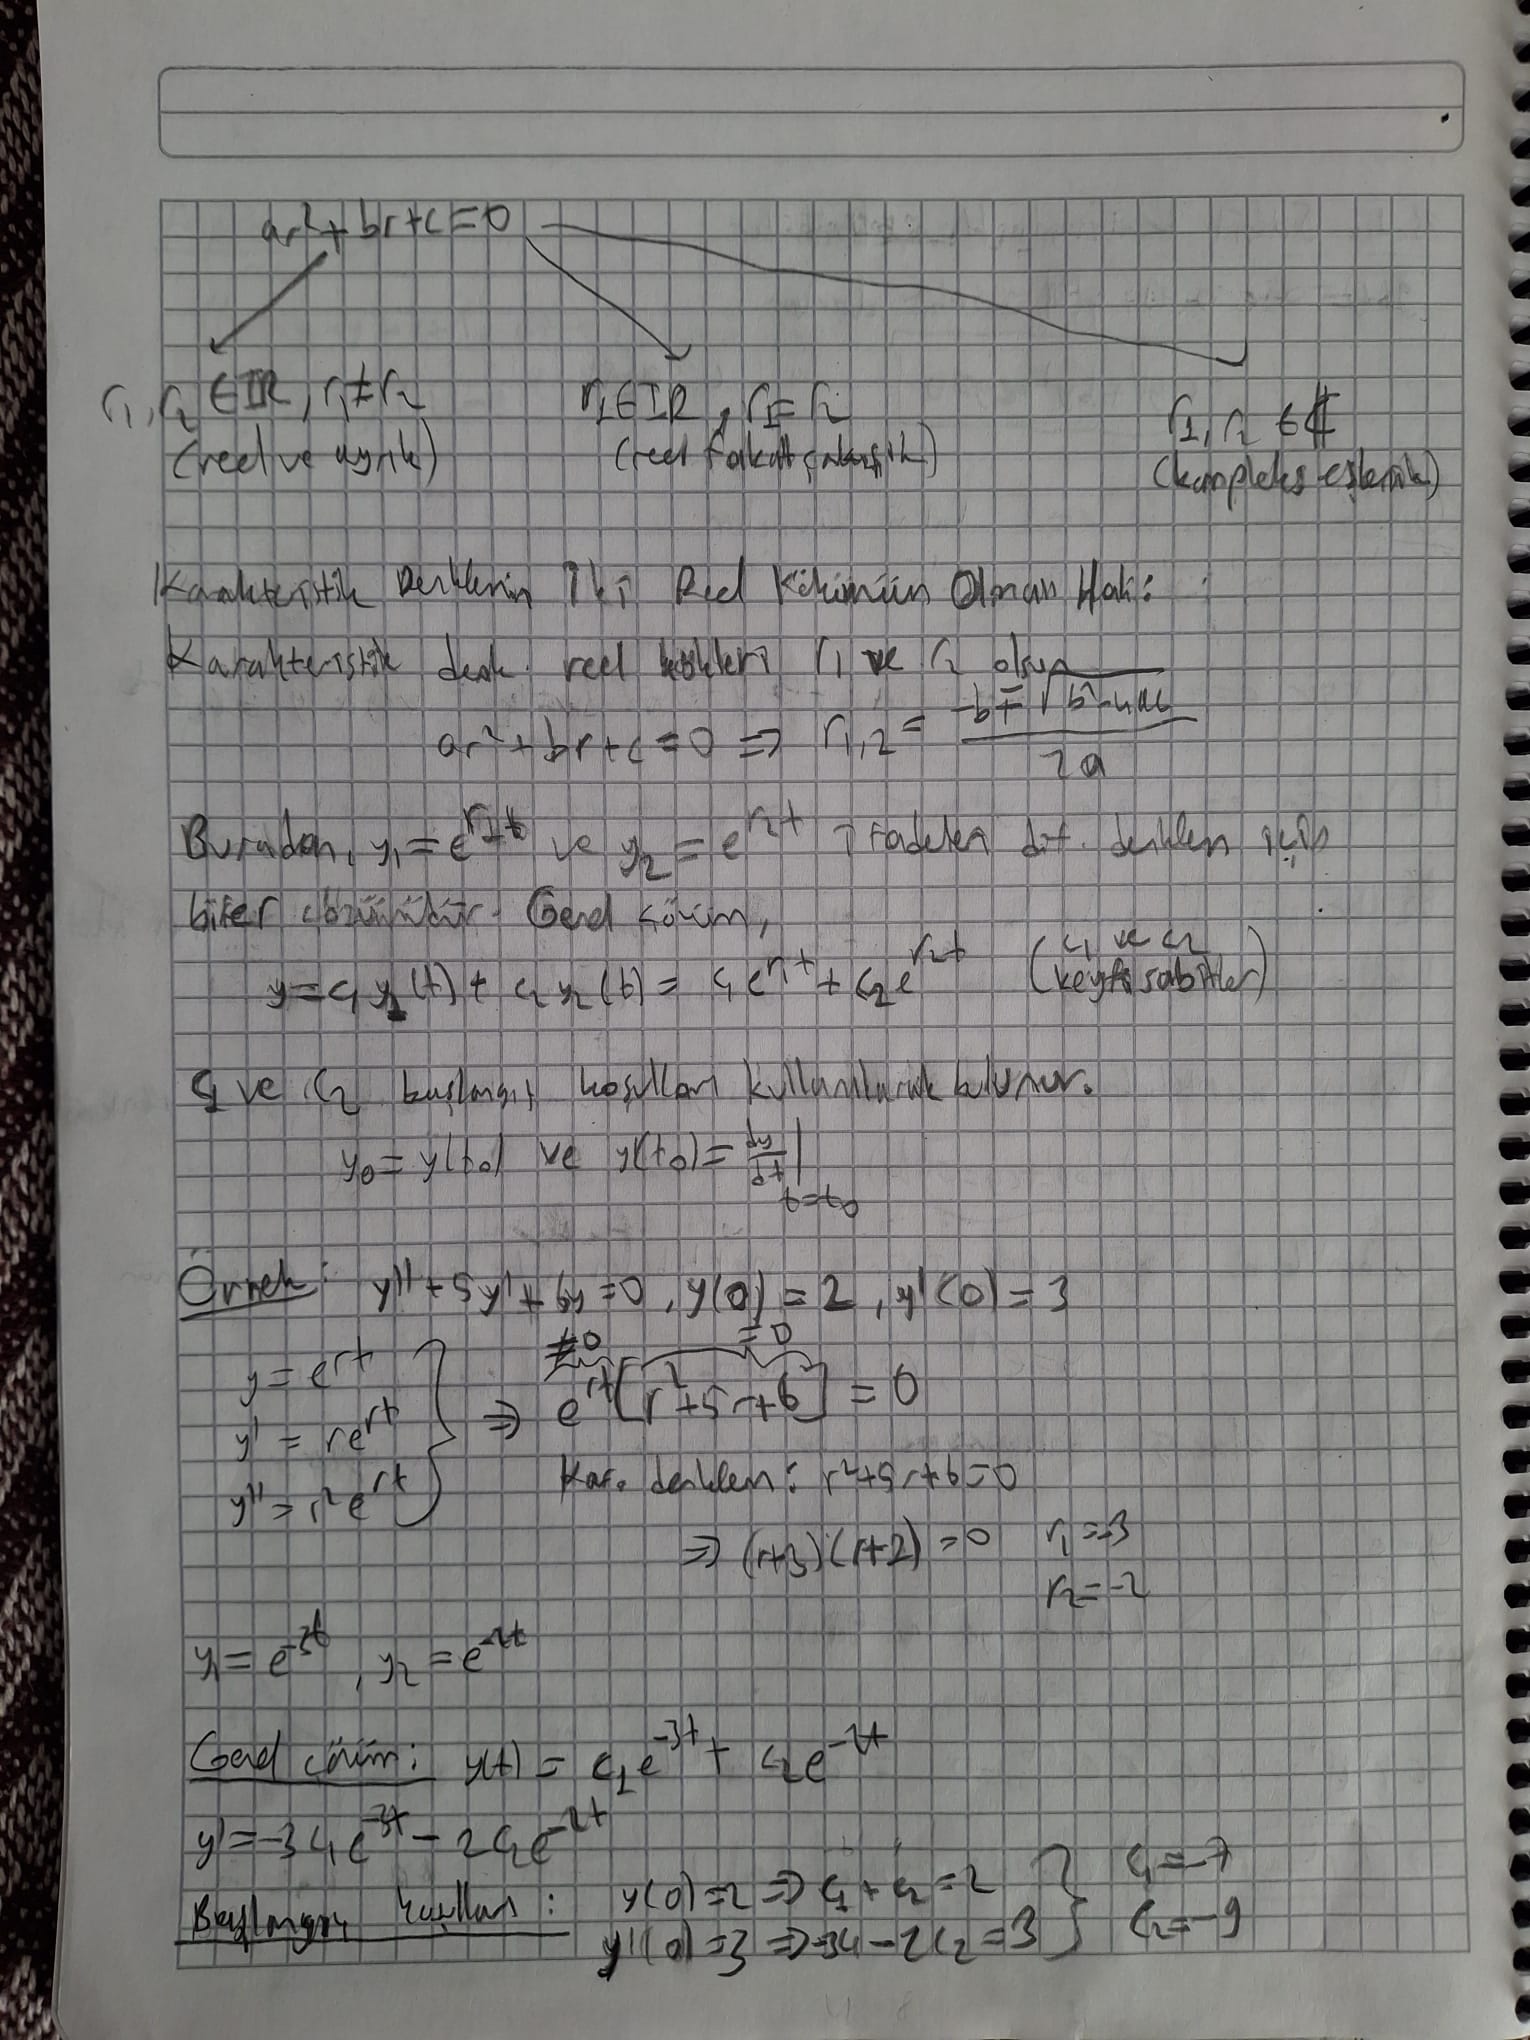 ar²+br+c=0
r₁, r₂ ∈ IR, r₁≠r₂
r₁∈IR, r₁=r₂
r₁, r₂ ∈ ₵
(reel ve ayrık)
(reel fakat çakışık)
(kompleks eşlenik)
Karakteristik Denklemin İki Reel Kökünün Olması Hali:
Karakteristik denk. reel kökleri r₁ ve r₂ olsun
ar²+br+c=0 ⇒ r₁,₂ = (-b∓√(b²-4ac))/2a
Buradan, y₁=e^(r₁t) ve y₂=e^(r₂t) ifadeleri dif. denklem için
birer çözümdür. Genel çözüm,
y=c₁y₁(t)+c₂y₂(t)=c₁e^(r₁t)+c₂e^(r₂t) (c₁ ve c₂ keyfi sabitler)
c₁ ve c₂ başlangıç koşulları kullanılarak bulunur.
y₀=y(t₀) ve y'(t₀)=dy/dt|t=t₀
Örnek: y''+5y'+6y=0, y(0)=2, y'(0)=3
≠0 =0
y=e^(rt)
y'=re^(rt)
y''=r²e^(rt)
⇒ e^(rt)[r²+5r+6]=0
Kar. denklem: r²+5r+6=0
⇒ (r+3)(r+2)=0 r₁=-3
r₂=-2
y₁=e^(-3t), y₂=e^(-2t)
Genel çözüm: y(t)=c₁e^(-3t)+c₂e^(-2t)
y'=-3c₁e^(-3t)-2c₂e^(-2t)
Başlangıç koşulları: y(0)=2 ⇒ c₁+c₂=2 c₁=-7
y'(0)=3 ⇒ -3c₁-2c₂=3 c₂=-9